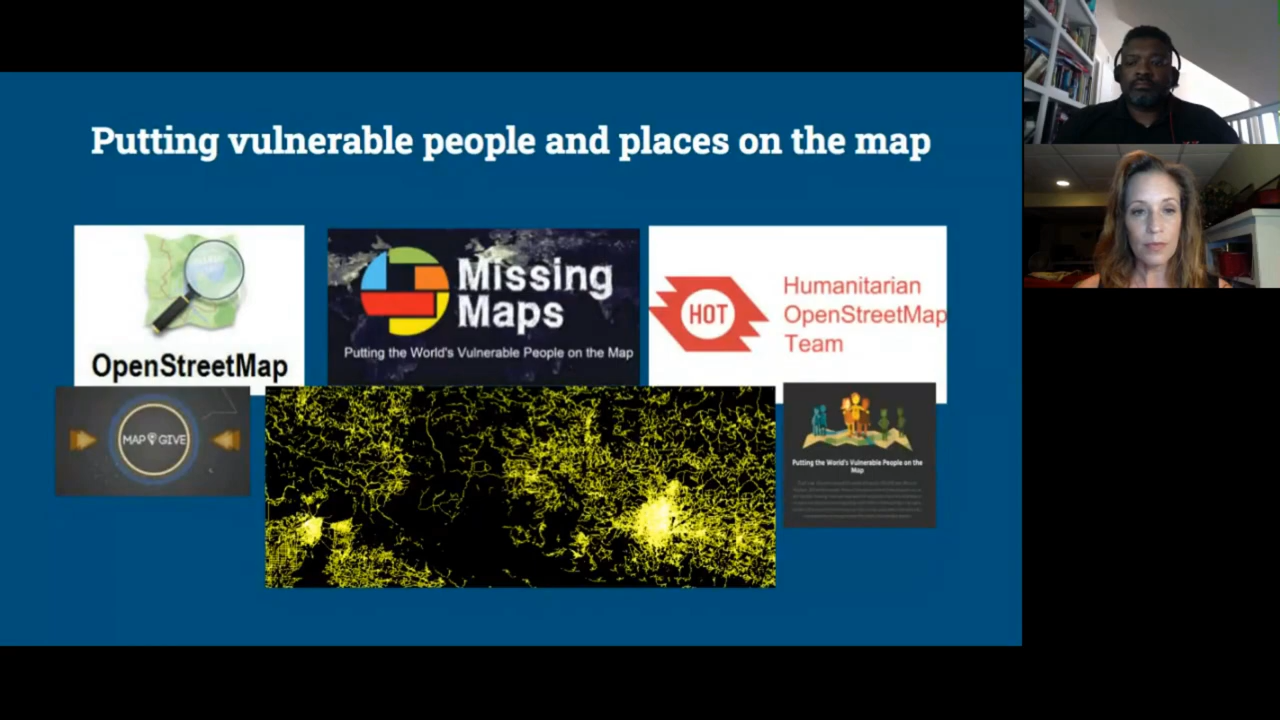 Putting vulnerable people and places on the map
OpenStreetMap
Missing
Maps
Putting the World's Vulnerable People on the Map
HOT
Humanitarian
OpenStreetMap
Team
MAP GIVE
Putting the World's Vulnerable People on the
Map